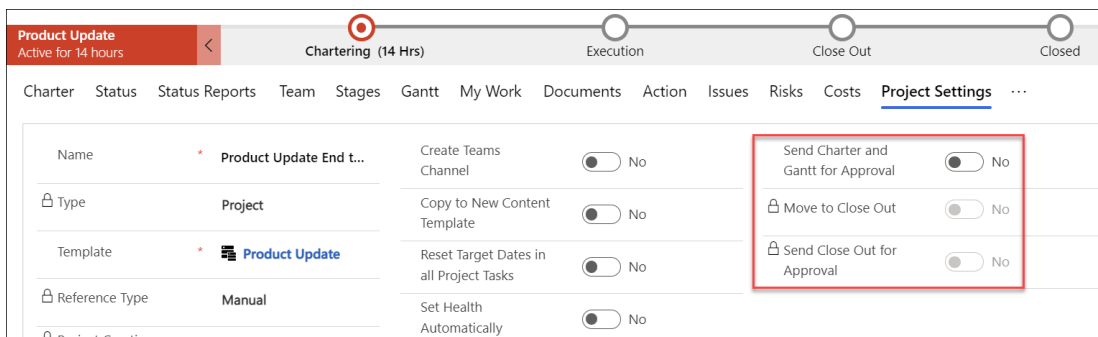 Product Update
Active for 14 hours
Chartering (14 Hrs)
Execution
Close Out
Closed
Charter Status Status Reports Team Stages Gantt My Work Documents Action Issues Risks Costs Project Settings ...
Name * Product Update End t...
Type Project
Template * Product Update
Reference Type Manual
Create Teams
Channel
No
Copy to New Content
Template
No
Reset Target Dates in
all Project Tasks
No
Set Health
Automatically
No
Send Charter and
Gantt for Approval
No
Move to Close Out No
Send Close Out for
Approval
No